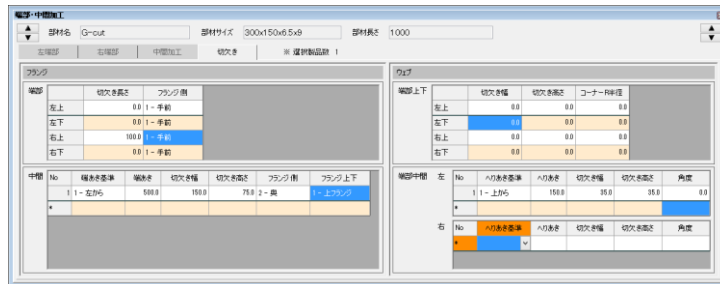 端部・中間加工
部材名 G-cut 部材サイズ 300x150x6.5x9 部材長さ 1000
左端部 右端部 中間加工 切欠き ※ 選択製品数 1
フランジ
端部 切欠き長さ フランジ側
左上 0.0 1 - 手前
左下 0.0 1 - 手前
右上 100.0 1 - 手前
右下 0.0 1 - 手前
中間 No 端あき基準 端あき 切欠き幅 切欠き高さ フランジ側 フランジ上下
1 1 - 左から 500.0 150.0 75.0 2 - 奥 1 - 上フランジ
*
ウェブ
端部上下 切欠き幅 切欠き高さ コーナーR半径
左上 0.0 0.0 0.0
左下 0.0 0.0 0.0
右上 0.0 0.0 0.0
右下 0.0 0.0 0.0
端部中間 左 No へりあき基準 へりあき 切欠き幅 切欠き高さ 角度
1 1 - 上から 150.0 35.0 35.0 0.0
*
右 No へりあき基準 へりあき 切欠き幅 切欠き高さ 角度
*